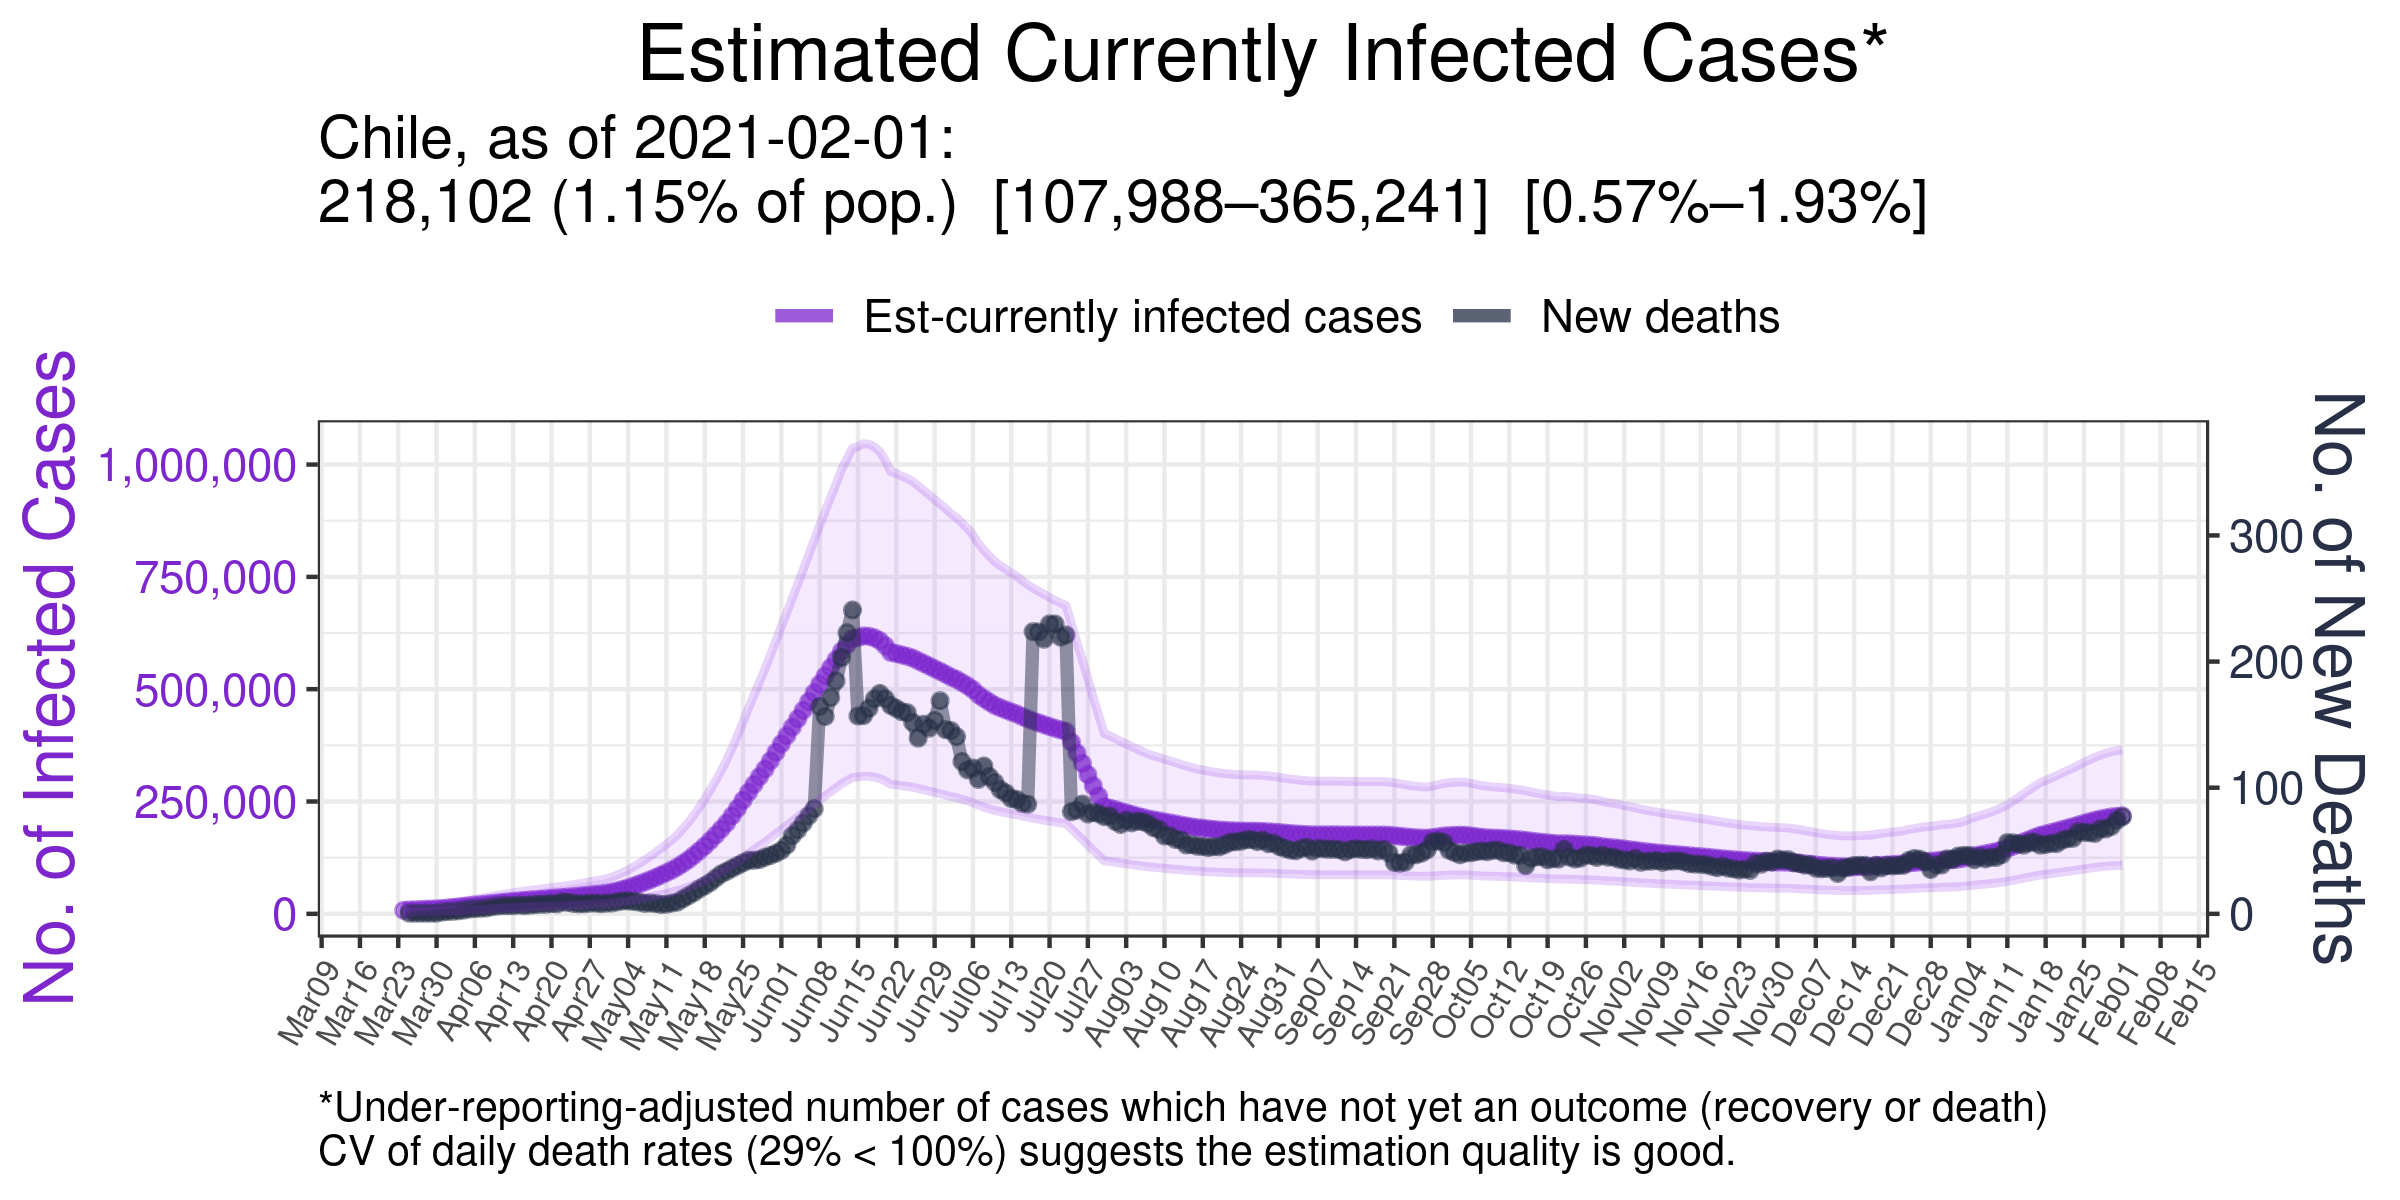 Estimated Currently Infected Cases*
Chile, as of 2021-02-01:
218,102 (1.15% of pop.)  [107,988–365,241]  [0.57%–1.93%]
Est-currently infected cases
New deaths
No. of Infected Cases
1,000,000
750,000
500,000
250,000
0
No. of New Deaths
300
200
100
0
Mar09
Mar16
Mar23
Mar30
Apr06
Apr13
Apr20
Apr27
May04
May11
May18
May25
Jun01
Jun08
Jun15
Jun22
Jun29
Jul06
Jul13
Jul20
Jul27
Aug03
Aug10
Aug17
Aug24
Aug31
Sep07
Sep14
Sep21
Sep28
Oct05
Oct12
Oct19
Oct26
Nov02
Nov09
Nov16
Nov23
Nov30
Dec07
Dec14
Dec21
Dec28
Jan04
Jan11
Jan18
Jan25
Feb01
Feb08
Feb15
*Under-reporting-adjusted number of cases which have not yet an outcome (recovery or death)
CV of daily death rates (29% < 100%) suggests the estimation quality is good.